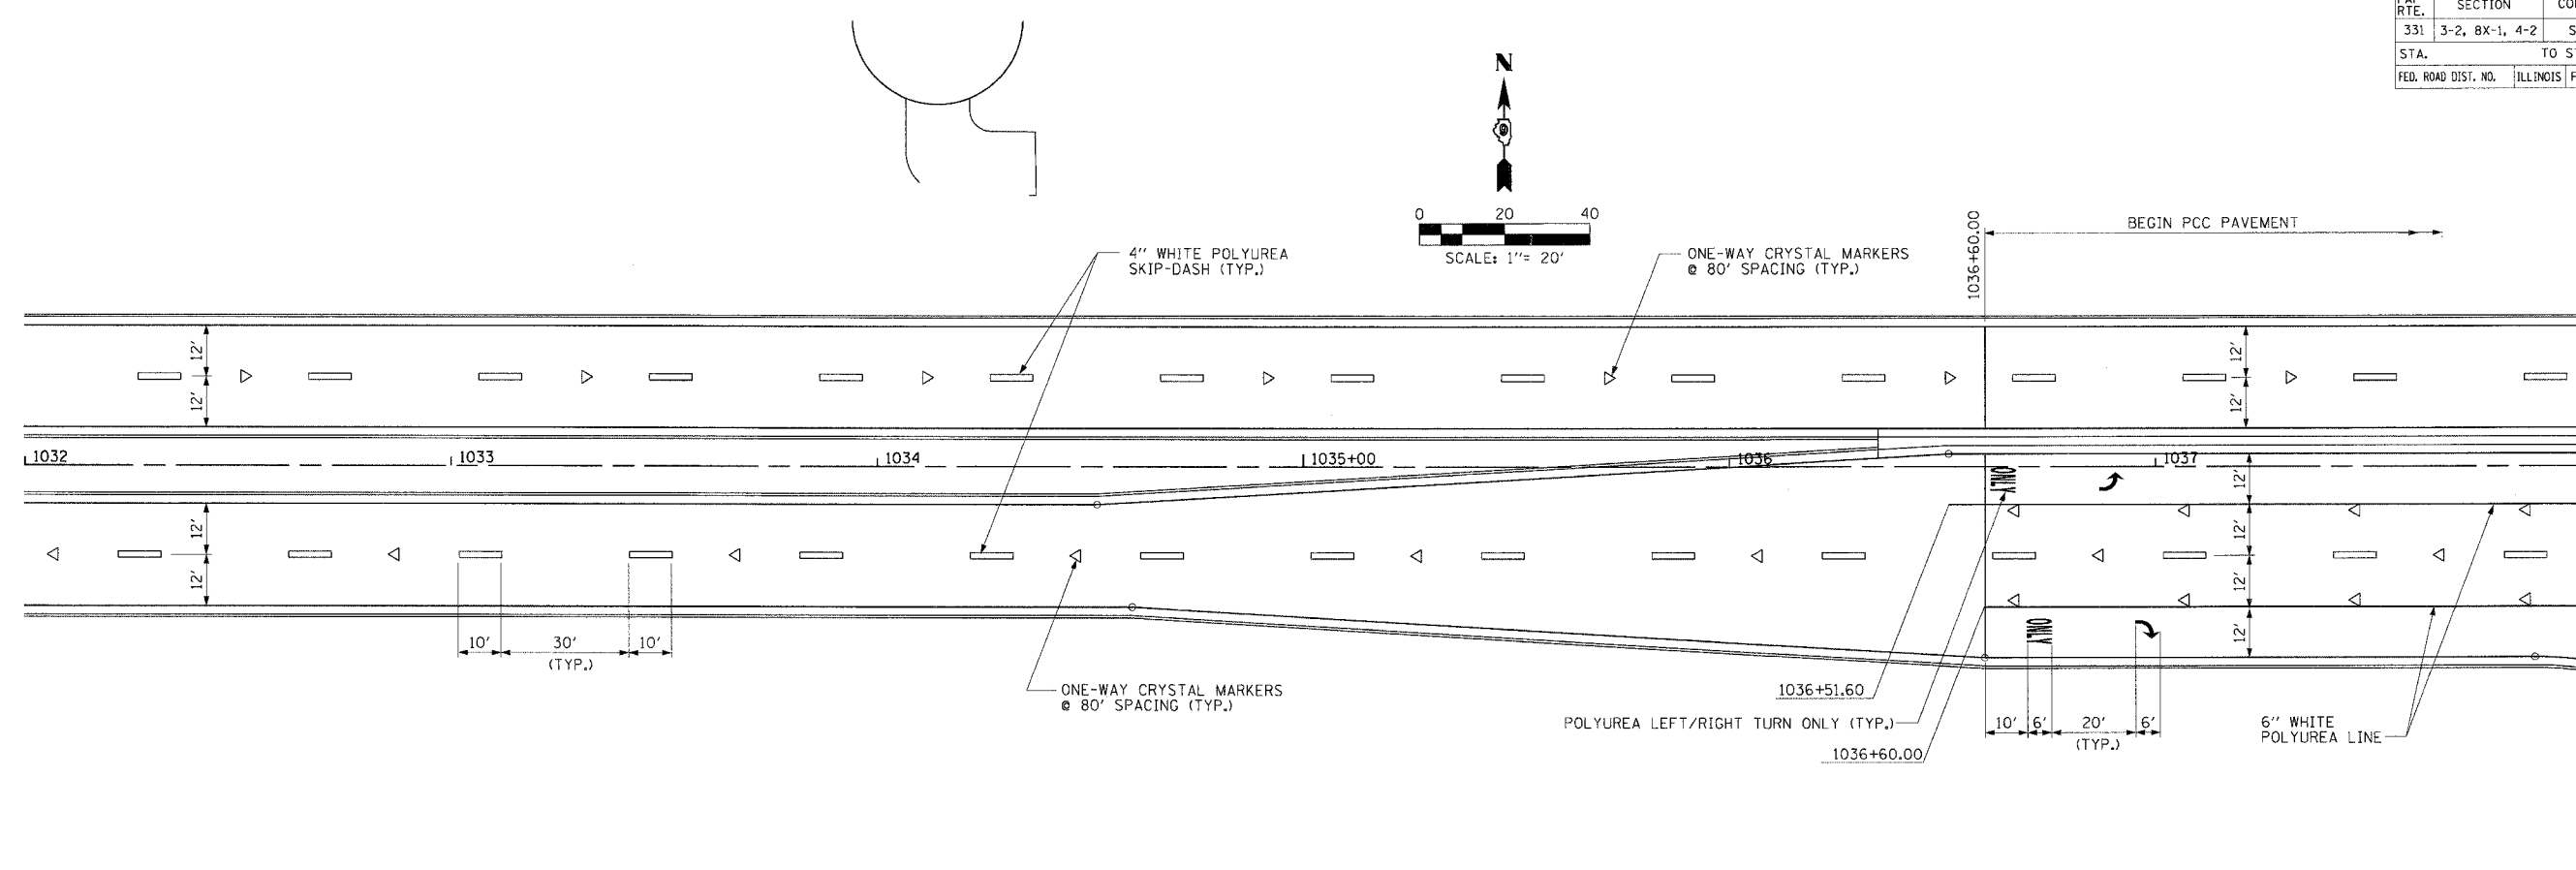 RTE. SECTION
331 3-2, 8X-1, 4-2
STA. TO
FED. ROAD DIST. NO. ILLINOIS
N
0 20 40
SCALE: 1"= 20'
1036+60.00
BEGIN PCC PAVEMENT
4" WHITE POLYUREA
SKIP-DASH (TYP.)
ONE-WAY CRYSTAL MARKERS
@ 80' SPACING (TYP.)
12' 12'
12' 12'
1032 1033 1034 1035+00 1036 1037
ONLY
12'
12' 12'
12' 12'
ONLY
12'
10' 30' 10'
(TYP.)
ONE-WAY CRYSTAL MARKERS
@ 80' SPACING (TYP.)
1036+51.60
POLYUREA LEFT/RIGHT TURN ONLY (TYP.)
1036+60.00
10' 6' 20' 6'
(TYP.)
6" WHITE
POLYUREA LINE